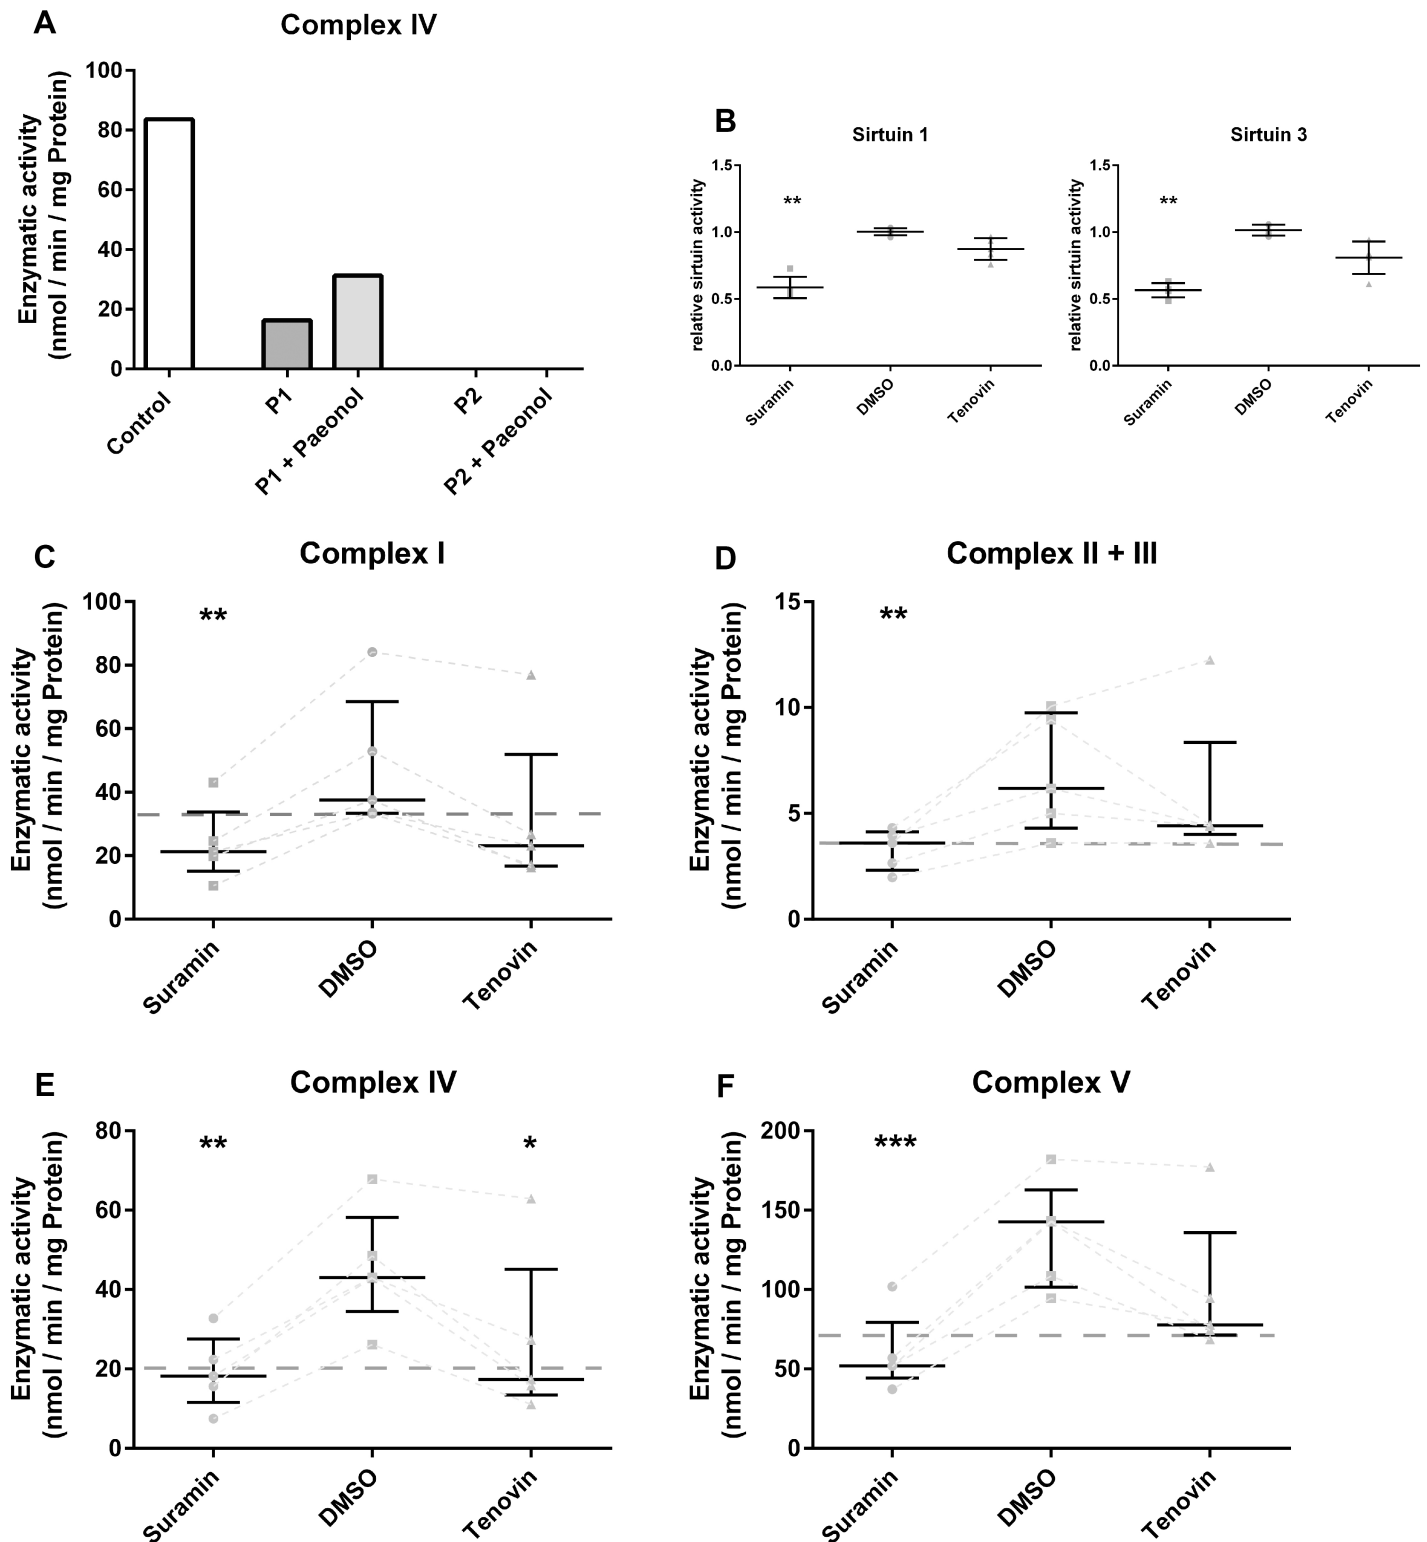 A
Complex IV
Enzymatic activity
(nmol / min / mg Protein)
100
80
60
40
20
0
Control
P1
P1 + Paeonol
P2
P2 + Paeonol
B
Sirtuin 1
relative sirtuin activity
1.5
1.0
0.5
0.0
**
Suramin
DMSO
Tenovin
Sirtuin 3
relative sirtuin activity
1.5
1.0
0.5
0.0
**
Suramin
DMSO
Tenovin
C
Complex I
Enzymatic activity
(nmol / min / mg Protein)
100
80
60
40
20
0
**
Suramin
DMSO
Tenovin
D
Complex II + III
Enzymatic activity
(nmol / min / mg Protein)
15
10
5
0
**
Suramin
DMSO
Tenovin
E
Complex IV
Enzymatic activity
(nmol / min / mg Protein)
80
60
40
20
0
**
*
Suramin
DMSO
Tenovin
F
Complex V
Enzymatic activity
(nmol / min / mg Protein)
200
150
100
50
0
***
Suramin
DMSO
Tenovin